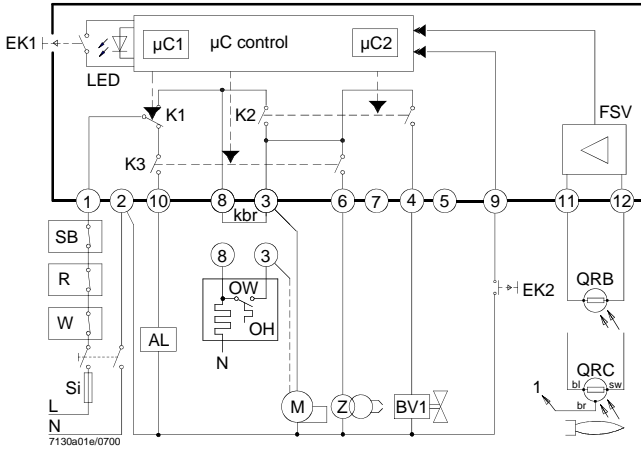 EK1
LED
µC1
µC control
µC2
K1
K2
FSV
K3
1
2
10
8
3
6
7
4
5
9
11
12
kbr
SB
R
W
Si
L
N
7130a01e/0700
AL
8
3
OW
OH
N
M
Z
BV1
EK2
QRB
QRC
bl
sw
br
1